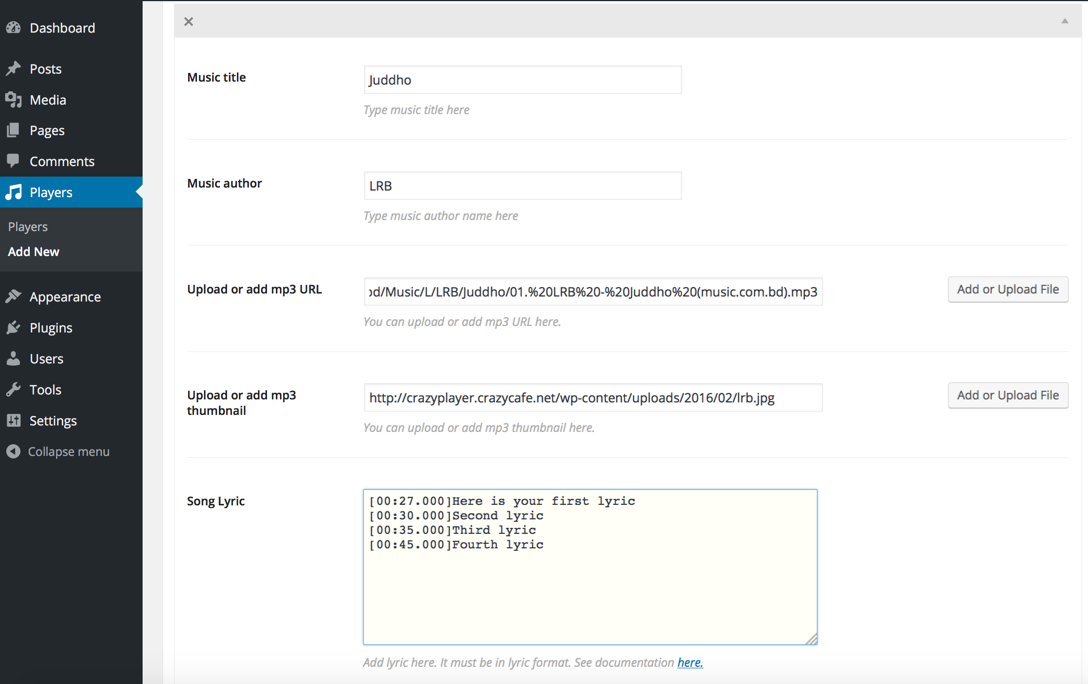 Dashboard
Posts
Media
Pages
Comments
Players
Players
Add New
Appearance
Plugins
Users
Tools
Settings
Collapse menu
Music title
Juddho
Type music title here
Music author
LRB
Type music author name here
Upload or add mp3 URL
od/Music/L/LRB/Juddho/01.%20LRB%20-%20Juddho%20(music.com.bd).mp3
Add or Upload File
You can upload or add mp3 URL here.
Upload or add mp3
thumbnail
http://crazyplayer.crazycafe.net/wp-content/uploads/2016/02/lrb.jpg
Add or Upload File
You can upload or add mp3 thumbnail here.
Song Lyric
[00:27.000]Here is your first lyric
[00:30.000]Second lyric
[00:35.000]Third lyric
[00:45.000]Fourth lyric
Add lyric here. It must be in lyric format. See documentation here.